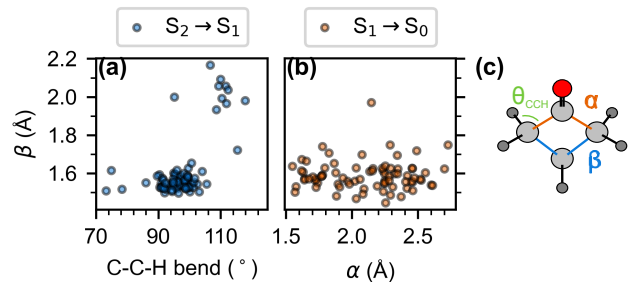 S₂ → S₁
S₁ → S₀
(a)
(b)
(c)
β (Å)
2.2
2.0
1.8
1.6
70
90
110
C-C-H bend (°)
1.5
2.0
2.5
α (Å)
θCCH
α
β